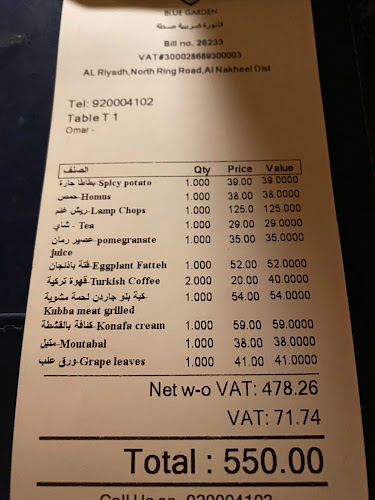 BLUE GARDEN
فاتورة ضريبية مبسطة
Bill no. 26233
VAT#300028689300003
AL Riyadh,North Ring Road,Al Nakheel Dist
Tel: 920004102
Table T 1
Omar -
الصنف Qty Price Value
بطاطا حارة-Spicy potato 1.000 39.00 39.0000
حمص-Homus 1.000 38.00 38.0000
ريش غنم-Lamp Chops 1.000 125.0 125.000
شاي - Tea 1.000 29.00 29.0000
عصير رمان-pomegranate juice 1.000 35.00 35.0000
فتة باذنجان-Eggplant Fatteh 1.000 52.00 52.0000
قهوة تركية-Turkish Coffee 2.000 20.00 40.0000
كبة بلو جاردن لحمة مشوية 1.000 54.00 54.0000
Kubba meat grilled
كنافة بالقشطة-Konafa cream 1.000 59.00 59.0000
متبل-Moutabal 1.000 38.00 38.0000
ورق عنب-Grape leaves 1.000 41.00 41.0000
Net w-o VAT: 478.26
VAT: 71.74
Total : 550.00
Call Us on 920004102